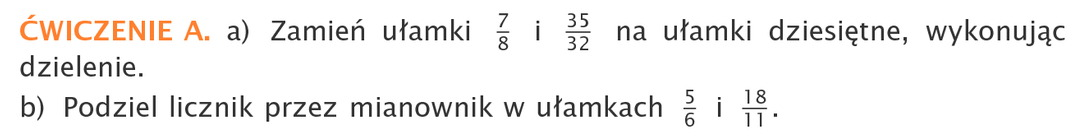 ĆWICZENIE A. a) Zamień ułamki 7/8 i 35/32 na ułamki dziesiętne, wykonując
dzielenie.
b) Podziel licznik przez mianownik w ułamkach 5/6 i 18/11.